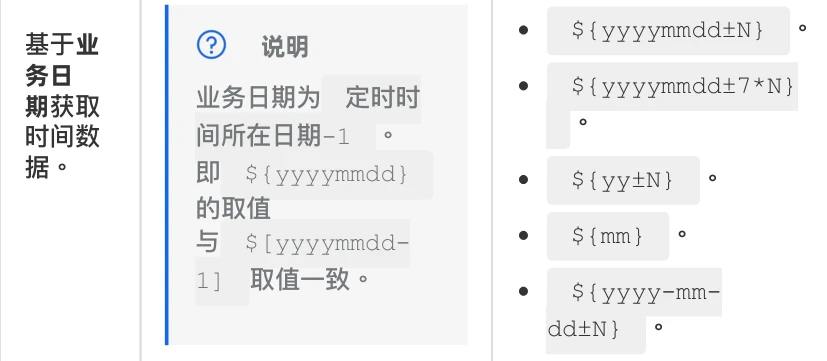 基于业
务日
期获取
时间数
据。
说明
业务日期为 定时时
间所在日期-1 。
即 ${yyyymmdd}
的取值
与 $[yyyymmdd-
1] 取值一致。
• ${yyyymmdd±N} 。
• ${yyyymmdd±7*N}
。
• ${yy±N} 。
• ${mm} 。
• ${yyyy-mm-
dd±N} 。